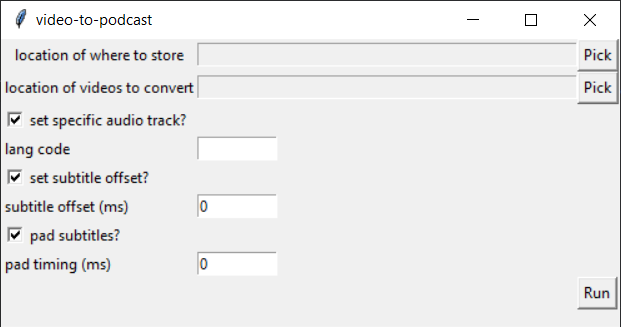 video-to-podcast
location of where to store Pick
location of videos to convert Pick
set specific audio track?
lang code
set subtitle offset?
subtitle offset (ms) 0
pad subtitles?
pad timing (ms) 0
Run